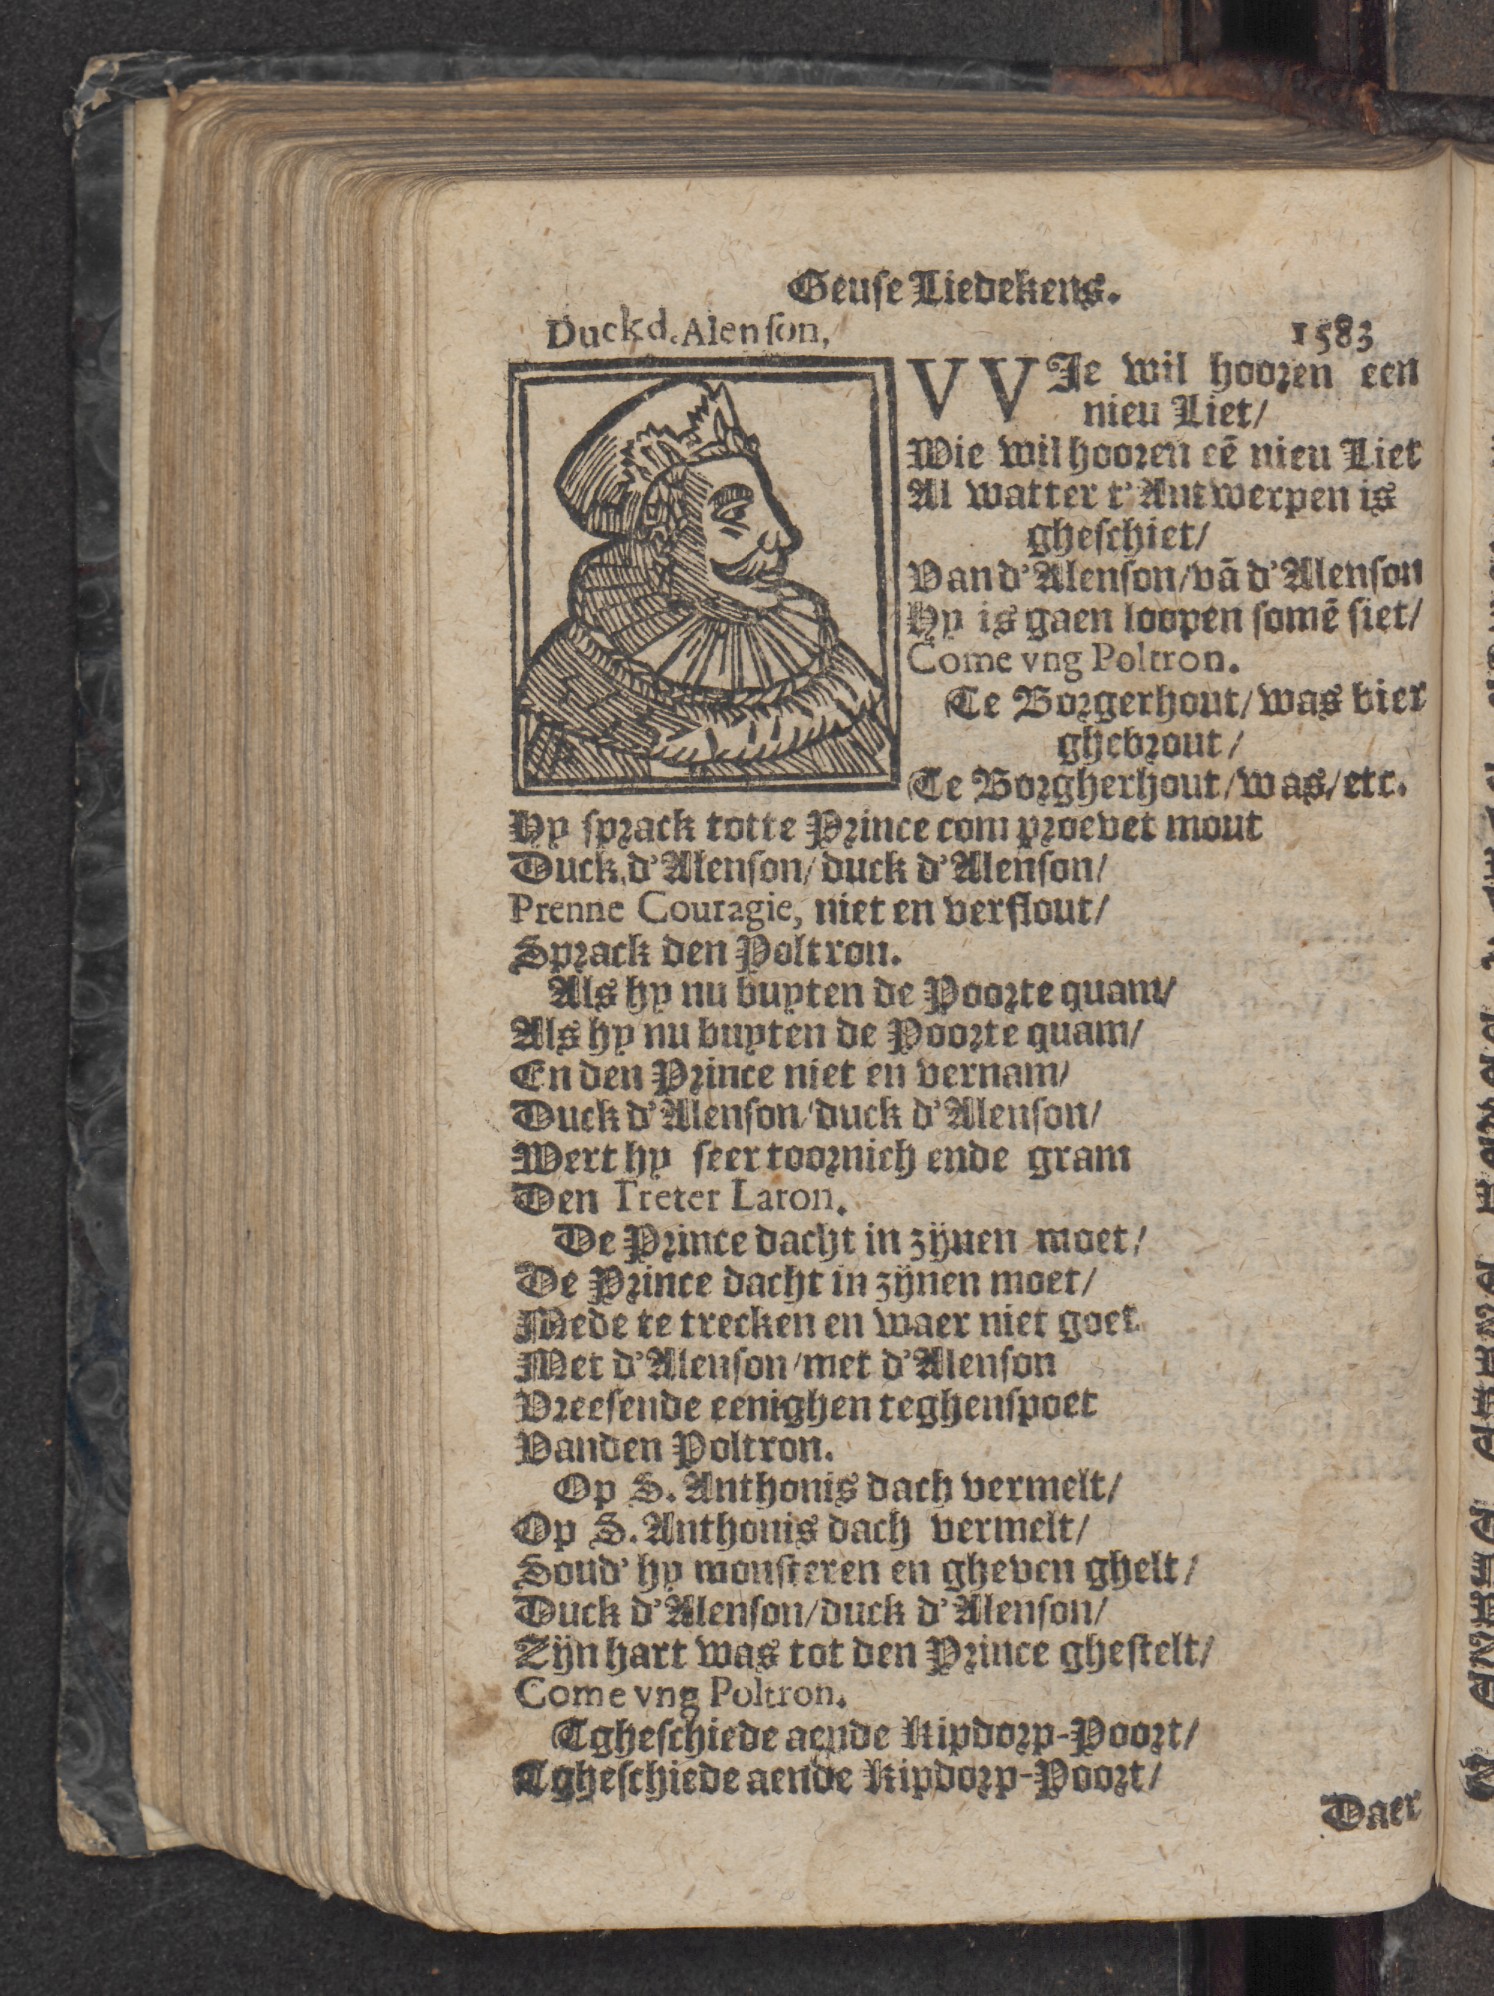 Geuse Liedekens.
Duck d. Alenson,
1583
VVIe wil hooren een
nieu Liet/
Wie wil hooren eẽ nieu Liet
Al watter t'Antwerpen is
gheschiet/
Van d'Alenson/vã d'Alenson
Hy is gaen loopen somẽ siet/
Come vng Poltron.
Te Borgerhout/was bier
ghebrout/
Te Borgherhout/was/etc.
Hy sprack totte Prince com proevet mout
Duck d'Alenson/duck d'Alenson/
Prenne Couragie, niet en verflout/
Sprack den Poltron.
Als hy nu buyten de Poorte quam/
Als hy nu buyten de Poorte quam/
En den Prince niet en vernam/
Duck d'Alenson/duck d'Alenson/
Wert hy seer toornich ende gram
Den Treter Laron.
De Prince dacht in zijnen moet/
De Prince dacht in zijnen moet/
Mede te trecken en waer niet goet
Met d'Alenson/met d'Alenson
Vreesende eenighen teghenspoet
Vanden Poltron.
Op S. Anthonis dach vermelt/
Op S. Anthonis dach vermelt/
Soud' hy monsteren en gheven ghelt/
Duck d'Alenson/duck d'Alenson/
Zijn hart was tot den Prince ghestelt/
Come vng Poltron.
Tgheschiede aende Kipdorp-Poort/
Tgheschiede aende Kipdorp-Poort/
Daer